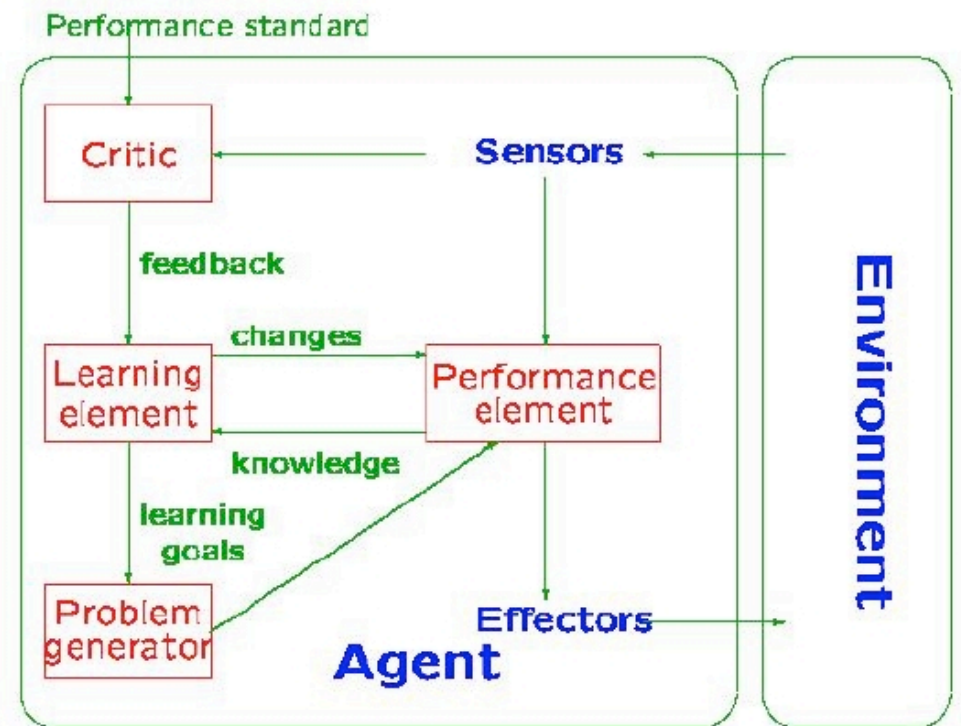 Performance standard
Critic
Sensors
feedback
changes
Learning
element
Performance
element
knowledge
learning
goals
Problem
generator
Effectors
Agent
Environment